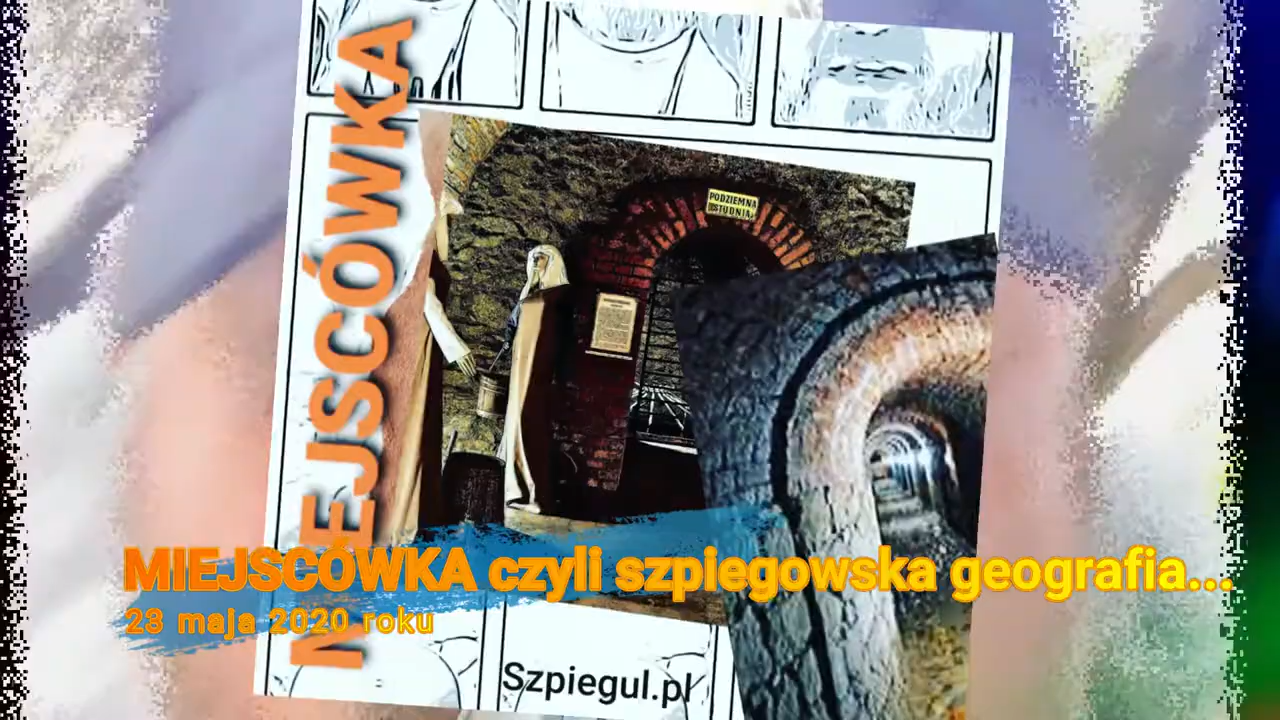 MIEJSCÓWKA
PODZIEMNA
STUDNIA
MIEJSCÓWKA czyli szpiegowska geografia...
23 maja 2020 roku
Szpiegul.pl